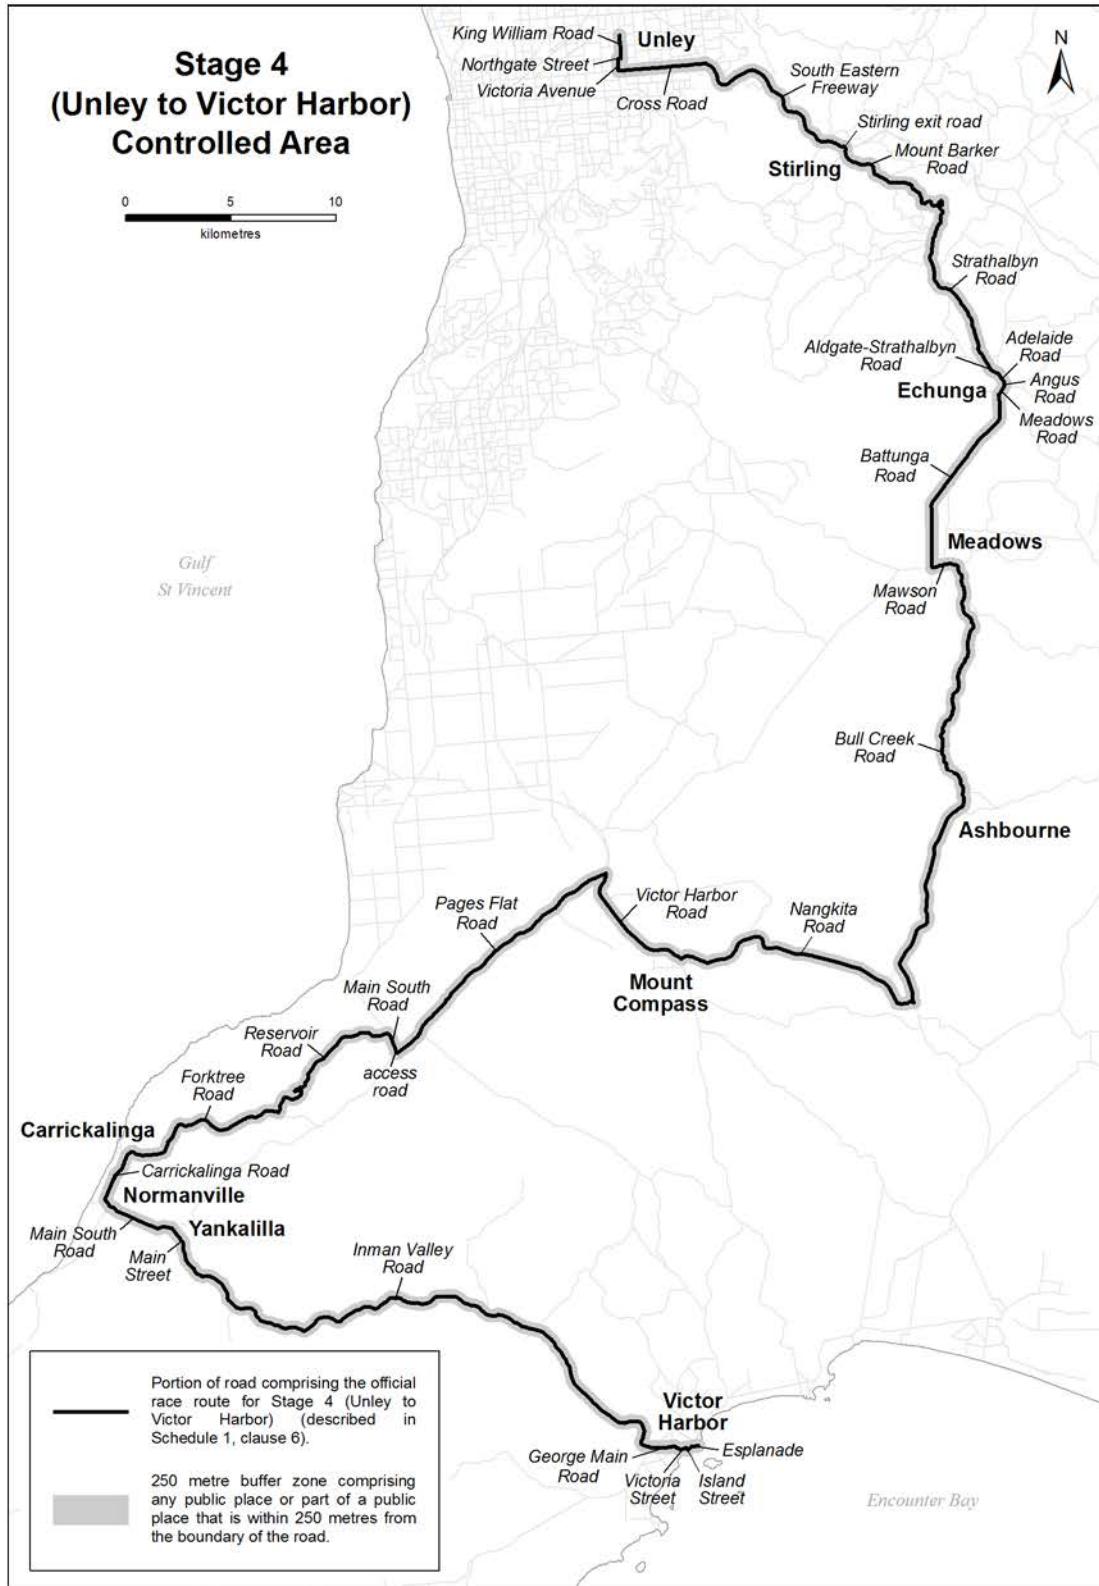 Stage 4
(Unley to Victor Harbor)
Controlled Area
0 5 10
kilometres
N
King William Road
Unley
Northgate Street
Victoria Avenue
Cross Road
South Eastern
Freeway
Stirling exit road
Stirling
Mount Barker
Road
Strathalbyn
Road
Aldgate-Strathalbyn
Road
Adelaide
Road
Echunga
Angus
Road
Meadows
Road
Battunga
Road
Meadows
Mawson
Road
Gulf
St Vincent
Bull Creek
Road
Ashbourne
Pages Flat
Road
Victor Harbor
Road
Nangkita
Road
Mount
Compass
Main South
Road
Reservoir
Road
access
road
Forktree
Road
Carrickalinga
Carrickalinga Road
Normanville
Yankalilla
Main South
Road
Main
Street
Inman Valley
Road
Victor
Harbor
George Main
Road
Victoria
Street
Island
Street
Esplanade
Encounter Bay
Portion of road comprising the official
race route for Stage 4 (Unley to
Victor Harbor) (described in
Schedule 1, clause 6).
250 metre buffer zone comprising
any public place or part of a public
place that is within 250 metres from
the boundary of the road.